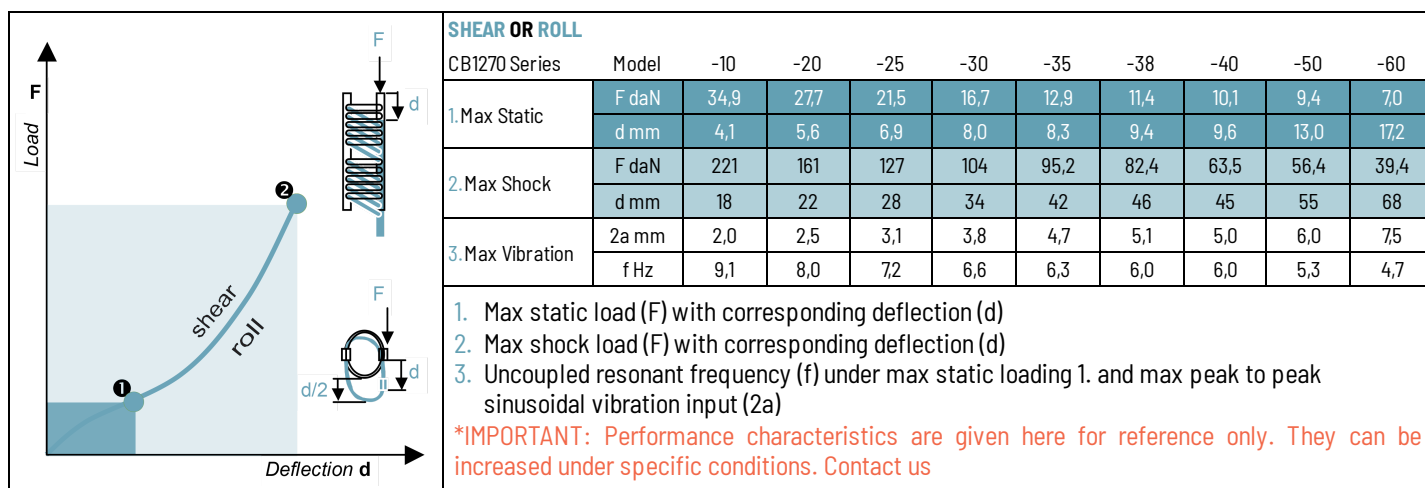 F
Load
❷
shear
roll
❶
Deflection d
F
d
F
d
d/2
SHEAR OR ROLL
CB1270 Series Model -10 -20 -25 -30 -35 -38 -40 -50 -60
1.Max Static F daN 34,9 27,7 21,5 16,7 12,9 11,4 10,1 9,4 7,0
d mm 4,1 5,6 6,9 8,0 8,3 9,4 9,6 13,0 17,2
2.Max Shock F daN 221 161 127 104 95,2 82,4 63,5 56,4 39,4
d mm 18 22 28 34 42 46 45 55 68
3.Max Vibration 2a mm 2,0 2,5 3,1 3,8 4,7 5,1 5,0 6,0 7,5
f Hz 9,1 8,0 7,2 6,6 6,3 6,0 6,0 5,3 4,7
1. Max static load (F) with corresponding deflection (d)
2. Max shock load (F) with corresponding deflection (d)
3. Uncoupled resonant frequency (f) under max static loading 1. and max peak to peak
sinusoidal vibration input (2a)
*IMPORTANT: Performance characteristics are given here for reference only. They can be
increased under specific conditions. Contact us